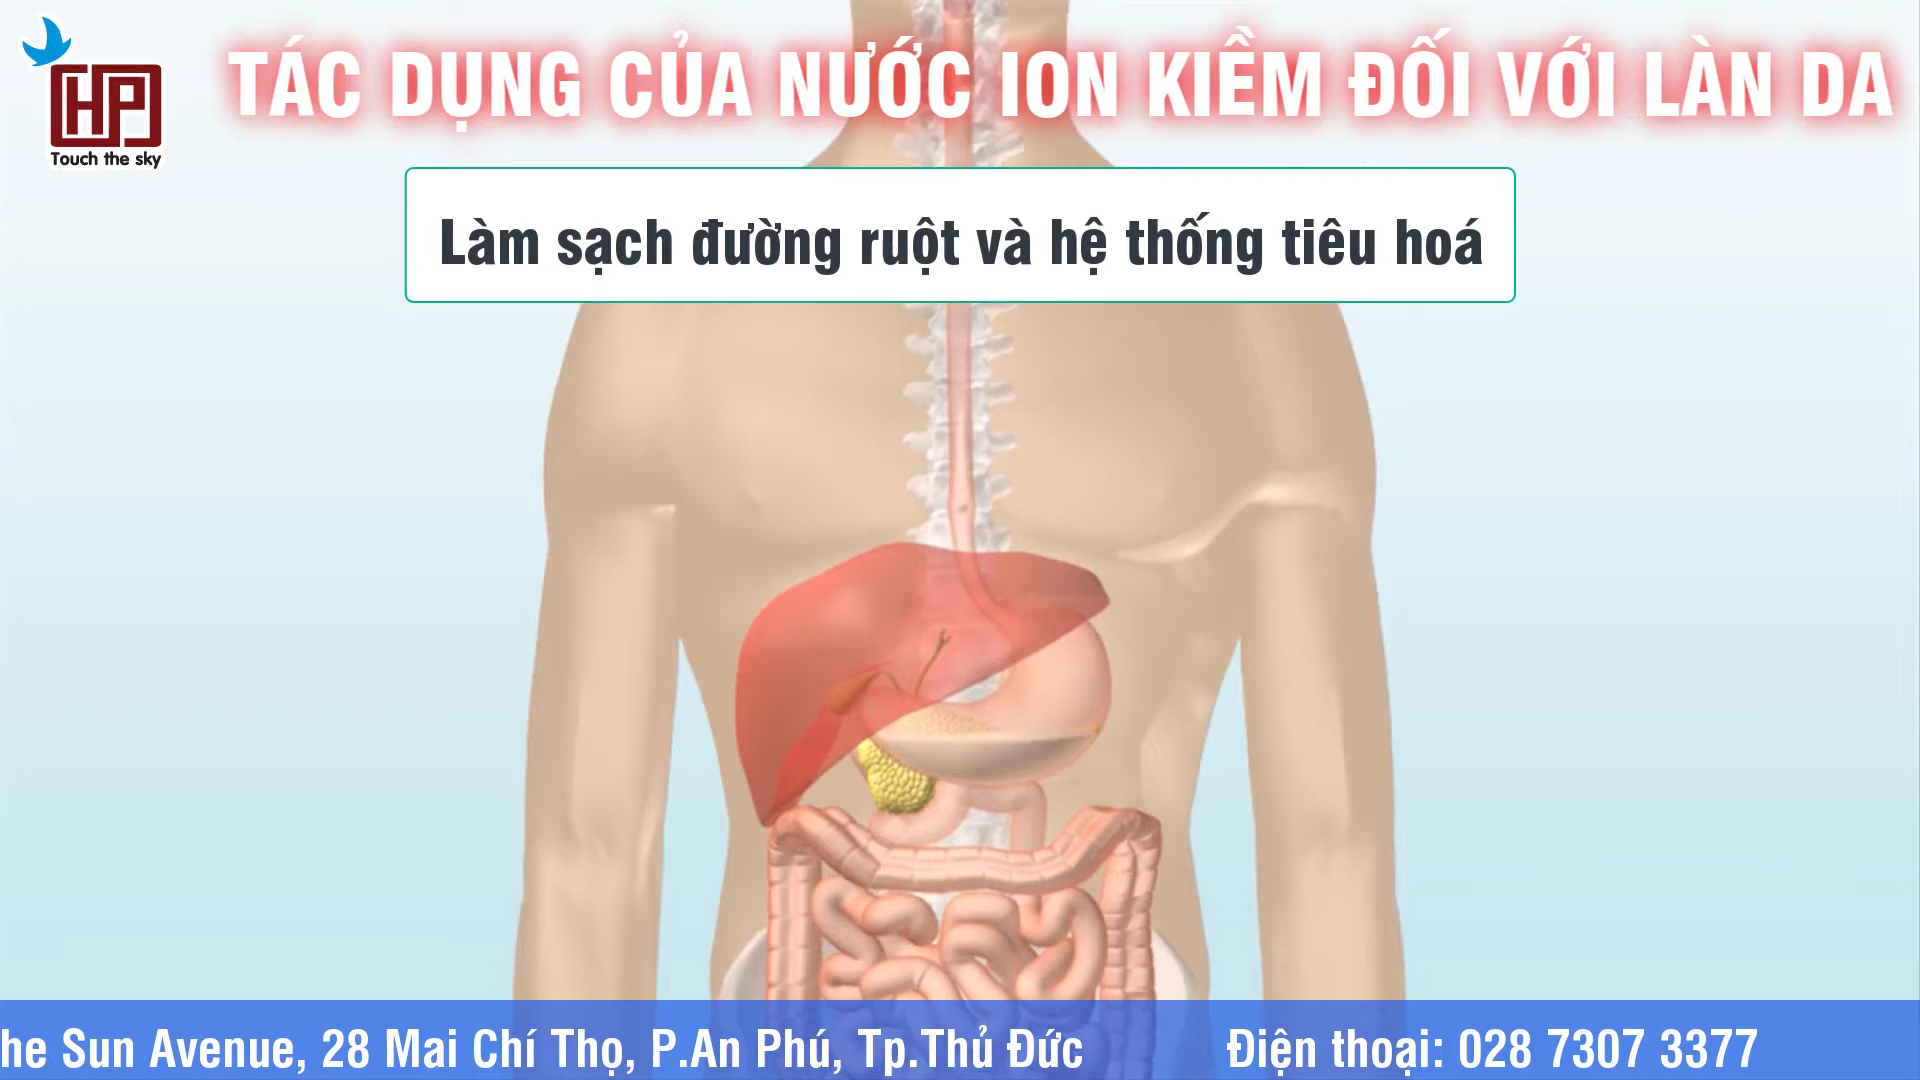 TÁC DỤNG CỦA NƯỚC ION KIỀM ĐỐI VỚI LÀN DA
HP
Touch the sky
Làm sạch đường ruột và hệ thống tiêu hoá
he Sun Avenue, 28 Mai Chí Thọ, P.An Phú, Tp.Thủ Đức
Điện thoại: 028 7307 3377